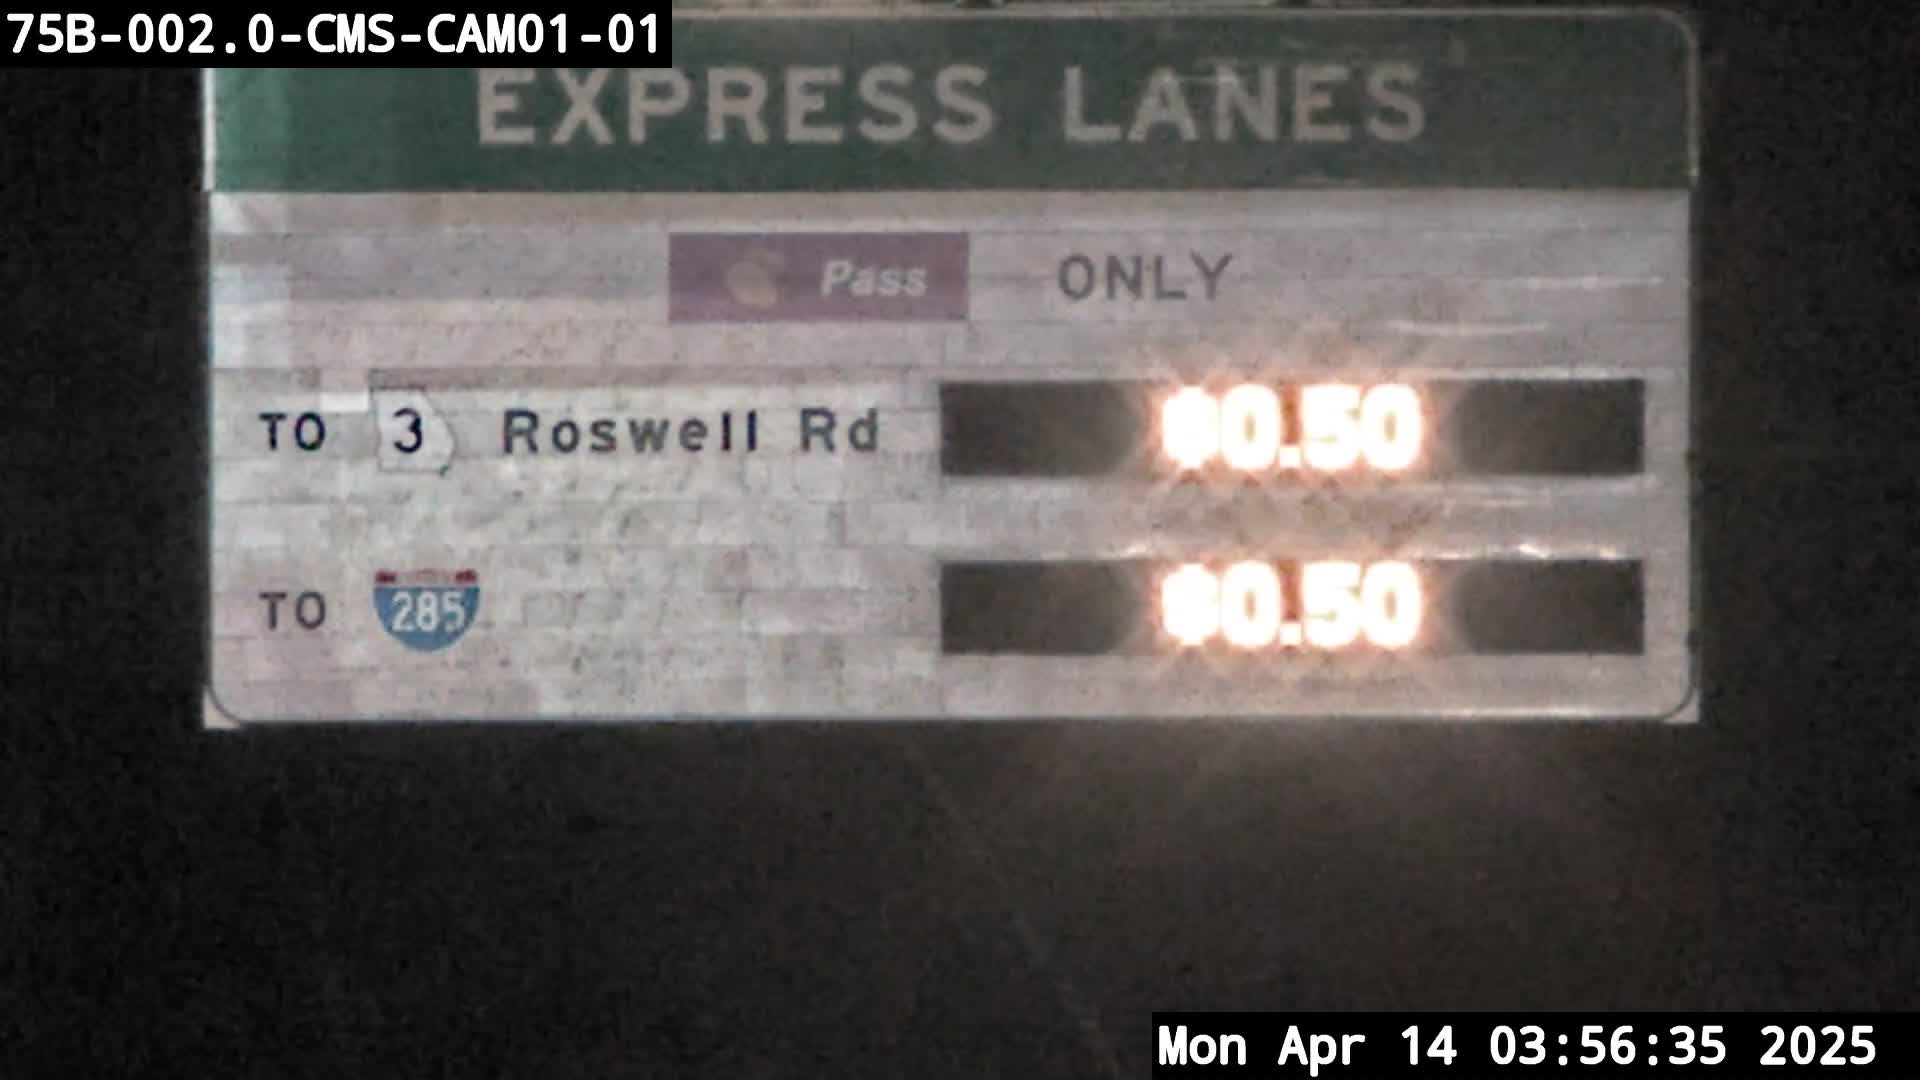 75B-002.0-CMS-CAM01-01
EXPRESS LANES
Pass ONLY
TO 3 Roswell Rd $0.50
TO 285 $0.50
Mon Apr 14 03:56:35 2025